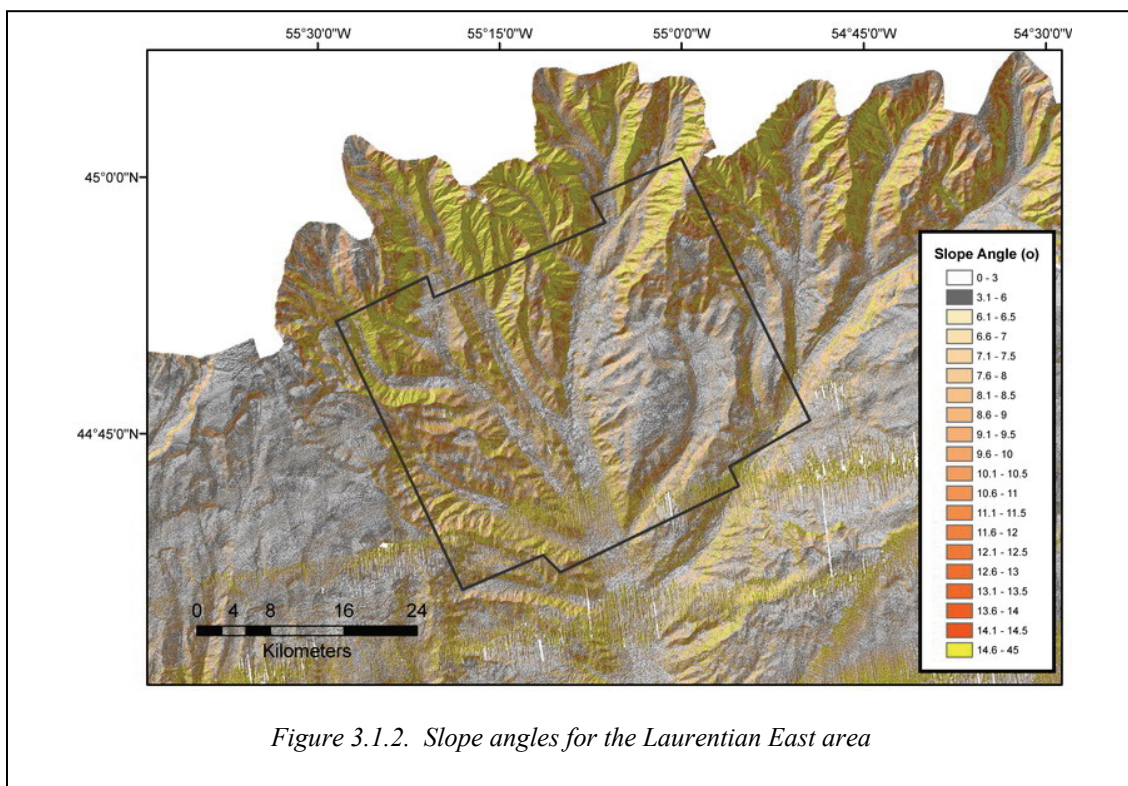 55°30'0"W 55°15'0"W 55°0'0"W 54°45'0"W 54°30'0"W
45°0'0"N
44°45'0"N
Slope Angle (o)
0 - 3
3.1 - 6
6.1 - 6.5
6.6 - 7
7.1 - 7.5
7.6 - 8
8.1 - 8.5
8.6 - 9
9.1 - 9.5
9.6 - 10
10.1 - 10.5
10.6 - 11
11.1 - 11.5
11.6 - 12
12.1 - 12.5
12.6 - 13
13.1 - 13.5
13.6 - 14
14.1 - 14.5
14.6 - 45
0 4 8 16 24
Kilometers
Figure 3.1.2. Slope angles for the Laurentian East area